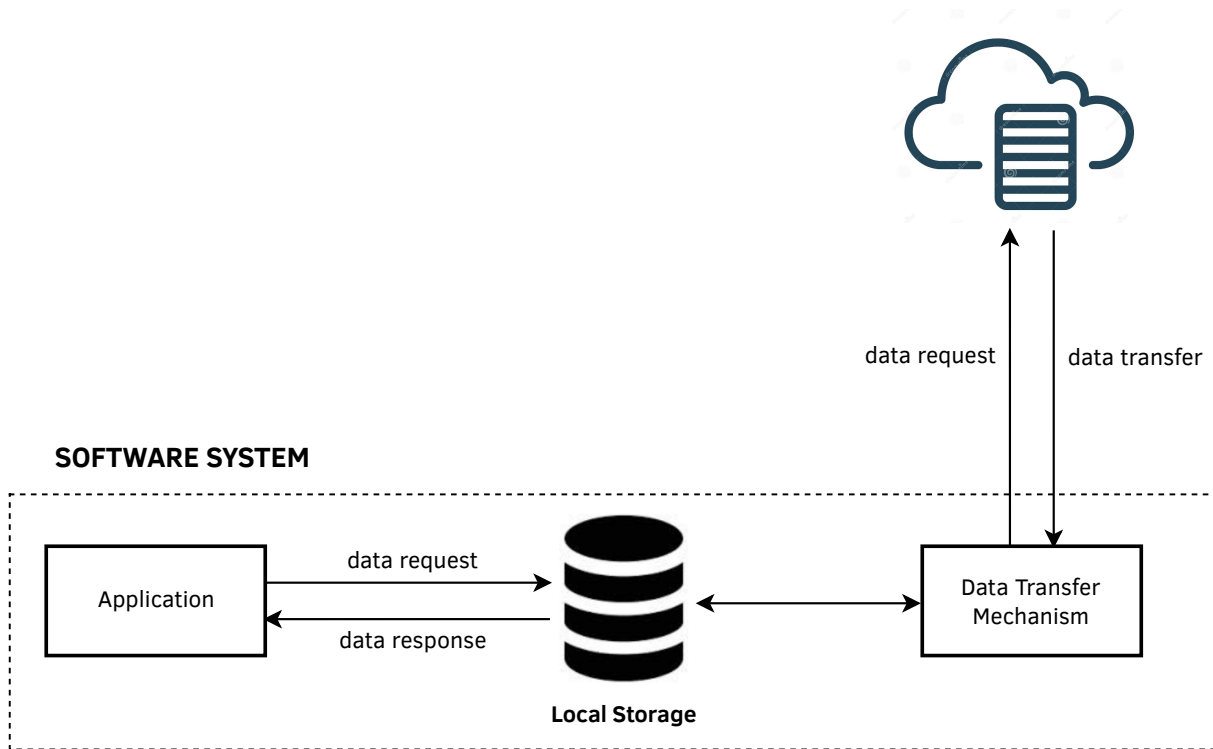 data request
data transfer
SOFTWARE SYSTEM
Application
data request
data response
Local Storage
Data Transfer
Mechanism